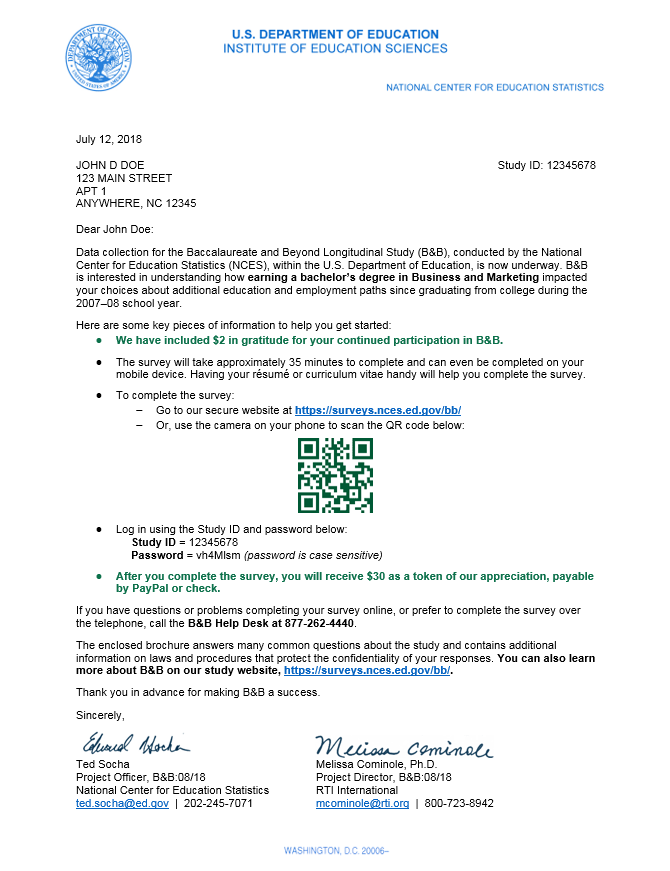 U.S. DEPARTMENT OF EDUCATION
INSTITUTE OF EDUCATION SCIENCES
NATIONAL CENTER FOR EDUCATION STATISTICS
DEPARTMENT OF EDUCATION
UNITED STATES OF AMERICA
July 12, 2018
JOHN D DOE
Study ID: 12345678
123 MAIN STREET
APT 1
ANYWHERE, NC 12345
Dear John Doe:
Data collection for the Baccalaureate and Beyond Longitudinal Study (B&B), conducted by the National
Center for Education Statistics (NCES), within the U.S. Department of Education, is now underway. B&B
is interested in understanding how earning a bachelor's degree in Business and Marketing impacted
your choices about additional education and employment paths since graduating from college during the
2007–08 school year.
Here are some key pieces of information to help you get started:
● We have included $2 in gratitude for your continued participation in B&B.
● The survey will take approximately 35 minutes to complete and can even be completed on your
mobile device. Having your résumé or curriculum vitae handy will help you complete the survey.
● To complete the survey:
– Go to our secure website at https://surveys.nces.ed.gov/bb/
– Or, use the camera on your phone to scan the QR code below:
● Log in using the Study ID and password below:
Study ID = 12345678
Password = vh4Mlsm (password is case sensitive)
● After you complete the survey, you will receive $30 as a token of our appreciation, payable
by PayPal or check.
If you have questions or problems completing your survey online, or prefer to complete the survey over
the telephone, call the B&B Help Desk at 877-262-4440.
The enclosed brochure answers many common questions about the study and contains additional
information on laws and procedures that protect the confidentiality of your responses. You can also learn
more about B&B on our study website, https://surveys.nces.ed.gov/bb/.
Thank you in advance for making B&B a success.
Sincerely,
Edward Socha
Melissa Cominole
Ted Socha
Project Officer, B&B:08/18
National Center for Education Statistics
ted.socha@ed.gov | 202-245-7071
Melissa Cominole, Ph.D.
Project Director, B&B:08/18
RTI International
mcominole@rti.org | 800-723-8942
WASHINGTON, D.C. 20006–